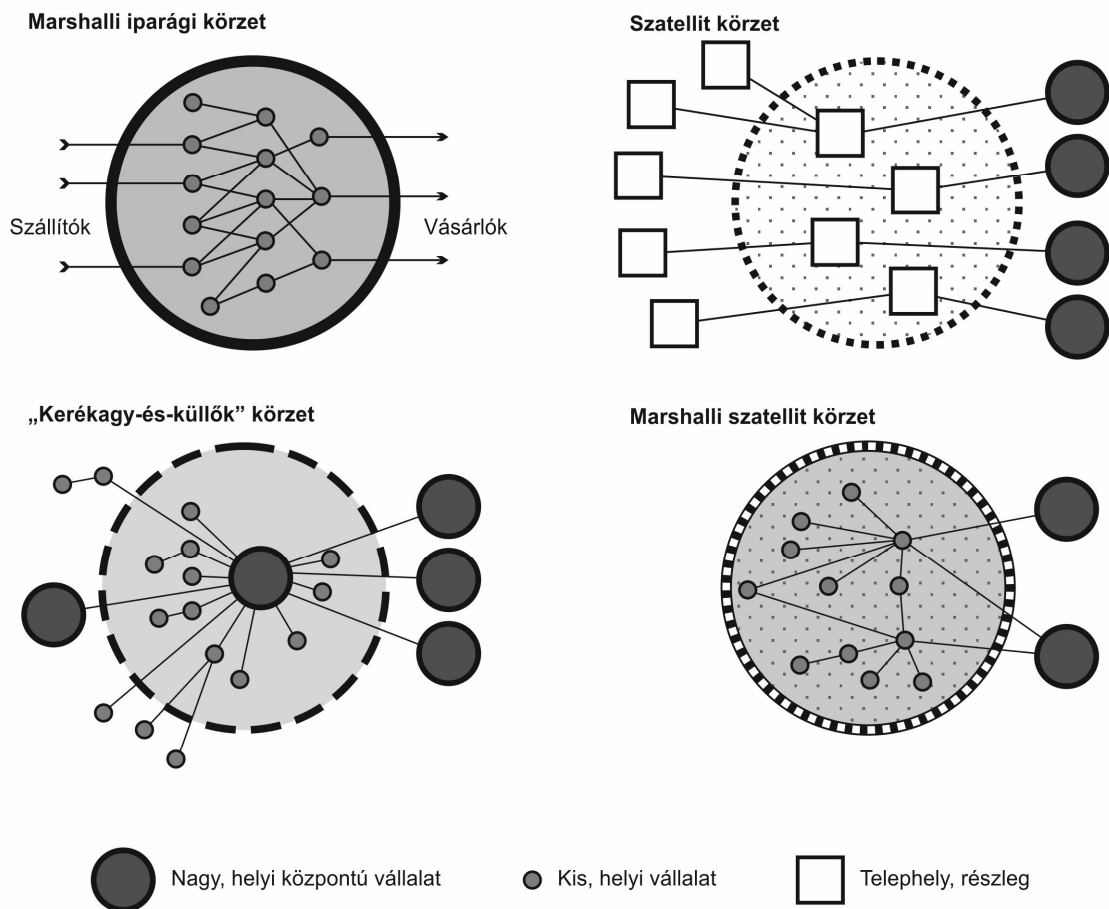 Marshalli iparági körzet
Szatellit körzet
Szállítók
Vásárlók
„Kerékagy-és-küllők” körzet
Marshalli szatellit körzet
Nagy, helyi központú vállalat
Kis, helyi vállalat
Telephely, részleg